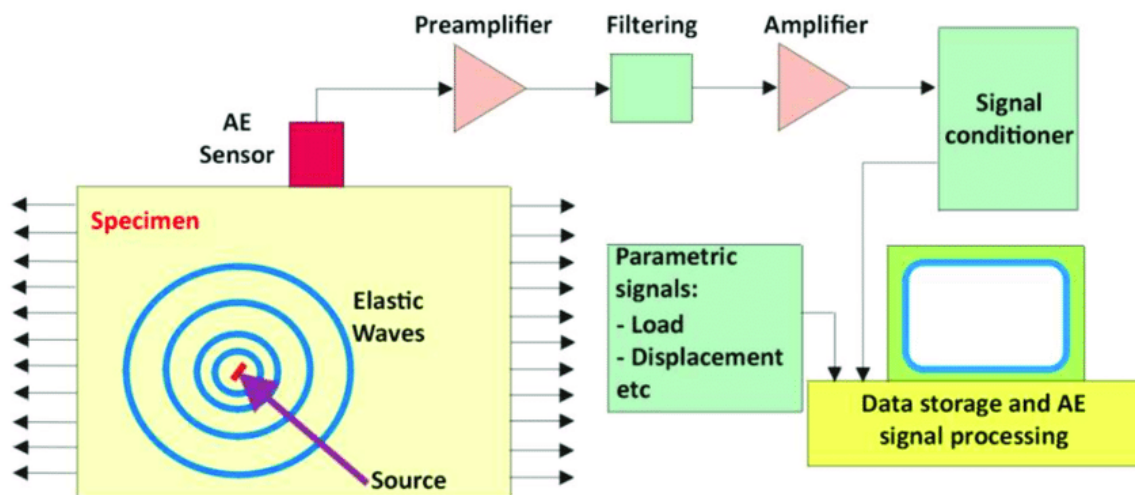 Preamplifier
Filtering
Amplifier
AE
Sensor
Signal
conditioner
Specimen
Elastic
Waves
Source
Parametric
signals:
- Load
- Displacement
etc
Data storage and AE
signal processing